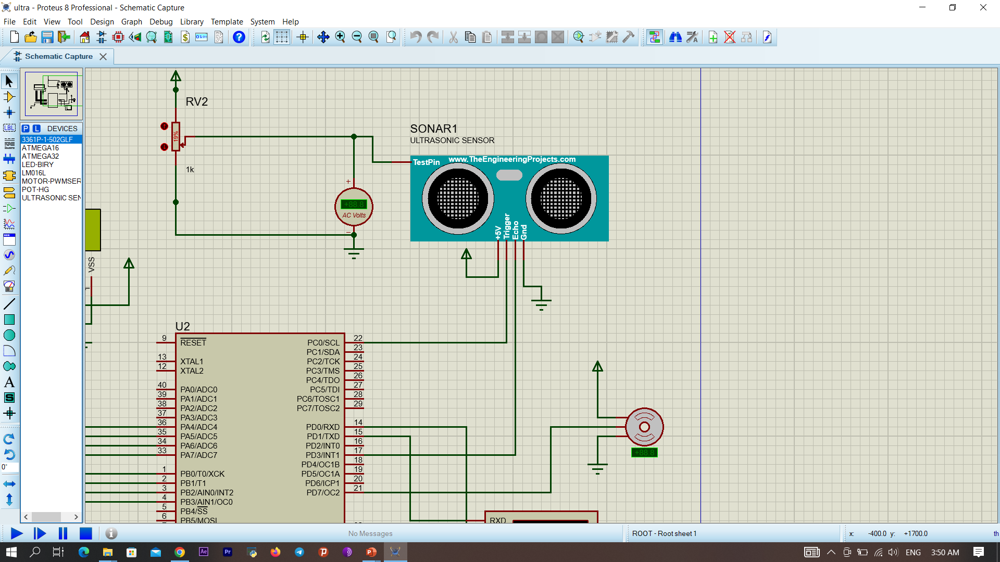 ultra - Proteus 8 Professional - Schematic Capture
File Edit View Tool Design Graph Debug Library Template System Help
Schematic Capture
P L DEVICES
3361P-1-502GLF
ATMEGA16
ATMEGA32
LED-BIRY
LM016L
MOTOR-PWMSER
POT-HG
ULTRASONIC SEN
LBL
A
S
0°
RV2
19%
1k
+88.8
AC Volts
+
−
SONAR1
ULTRASONIC SENSOR
www.TheEngineeringProjects.com
TestPin
+5V
Trigger
Echo
Gnd
VSS
U2
9 RESET
13 XTAL1
12 XTAL2
40 PA0/ADC0
39 PA1/ADC1
38 PA2/ADC2
37 PA3/ADC3
36 PA4/ADC4
35 PA5/ADC5
34 PA6/ADC6
33 PA7/ADC7
1 PB0/T0/XCK
2 PB1/T1
3 PB2/AIN0/INT2
4 PB3/AIN1/OC0
5 PB4/SS
6 PB5/MOSI
PC0/SCL 22
PC1/SDA 23
PC2/TCK 24
PC3/TMS 25
PC4/TDO 26
PC5/TDI 27
PC6/TOSC1 28
PC7/TOSC2 29
PD0/RXD 14
PD1/TXD 15
PD2/INT0 16
PD3/INT1 17
PD4/OC1B 18
PD5/OC1A 19
PD6/ICP1 20
PD7/OC2 21
+88.8
RXD
No Messages
ROOT - Root sheet 1
x: -400.0 y: +1700.0 th
Ae Pr
ENG 3:50 AM